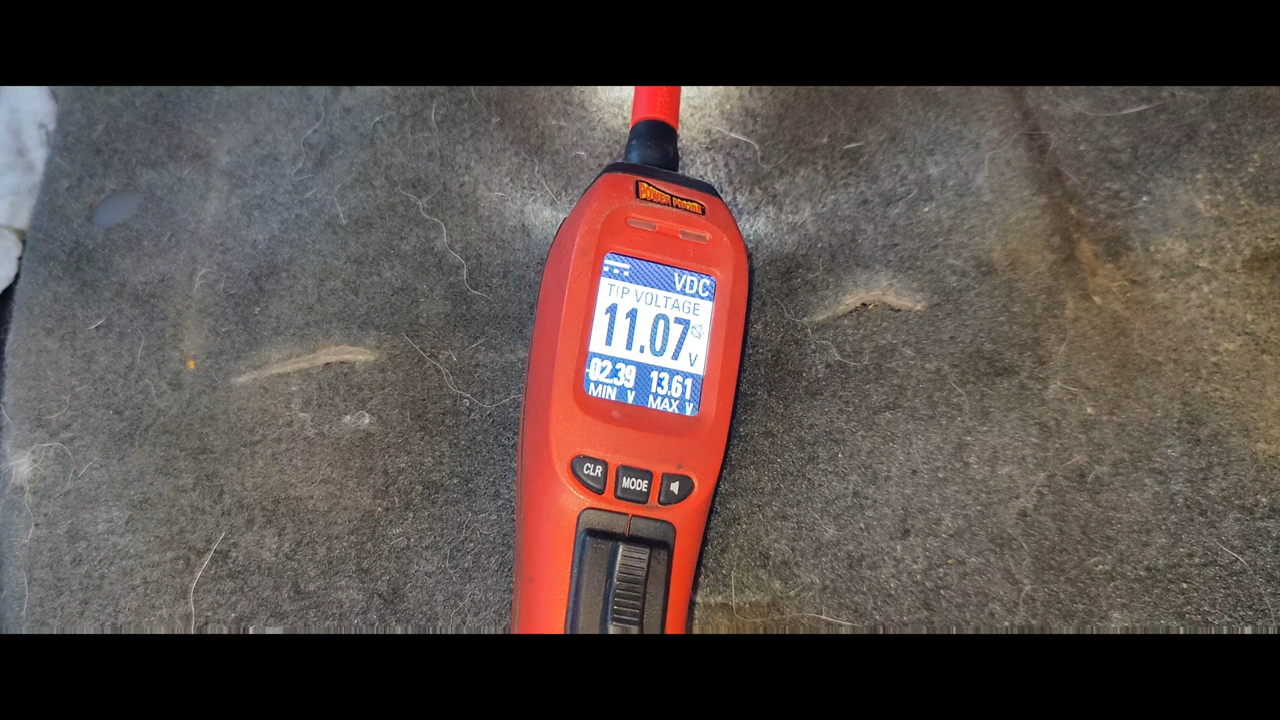 POWER PROBE
VDC
TIP VOLTAGE
11.07 V
-02.39 13.61
MIN V MAX V
CLR MODE